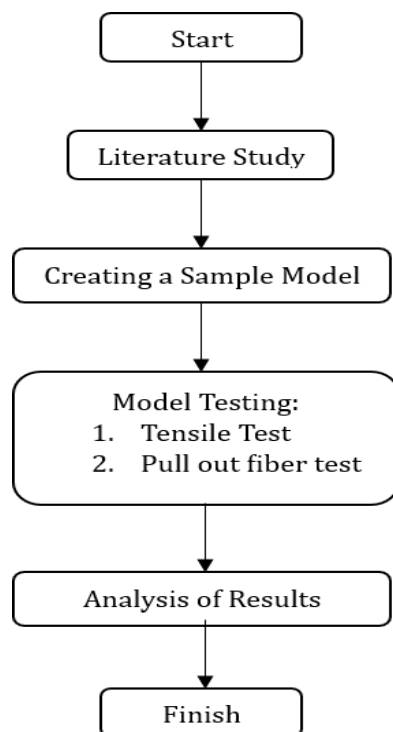 Start
Literature Study
Creating a Sample Model
Model Testing:
1. Tensile Test
2. Pull out fiber test
Analysis of Results
Finish